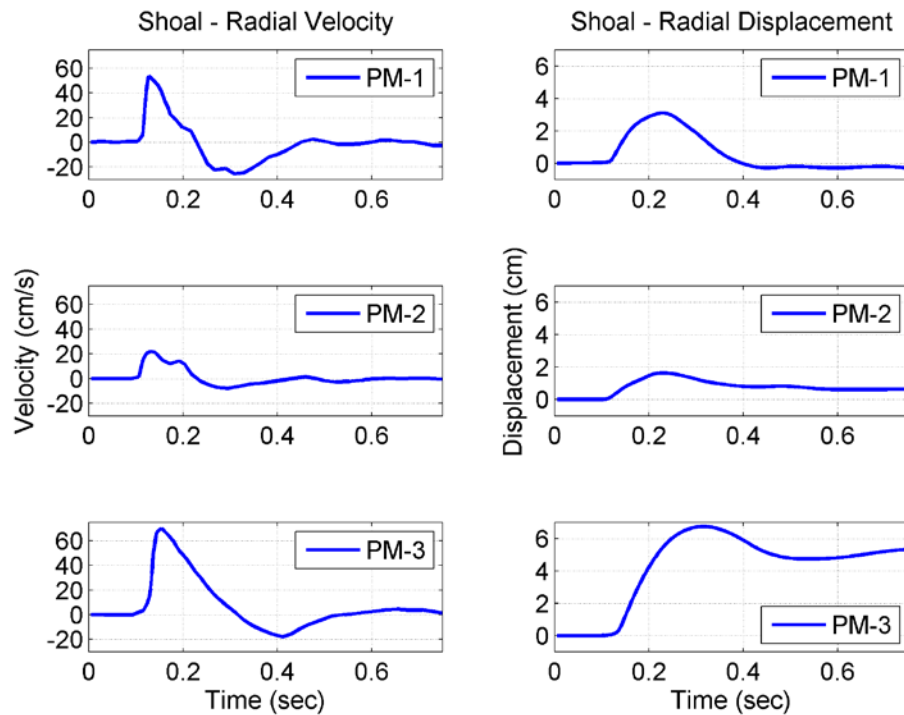 Shoal - Radial Velocity
Shoal - Radial Displacement
60
40
20
0
-20
PM-1
0 0.2 0.4 0.6
6
4
2
0
PM-1
0 0.2 0.4 0.6
Velocity (cm/s)
60
40
20
0
-20
PM-2
0 0.2 0.4 0.6
Displacement (cm)
6
4
2
0
PM-2
0 0.2 0.4 0.6
60
40
20
0
-20
PM-3
0 0.2 0.4 0.6
Time (sec)
6
4
2
0
PM-3
0 0.2 0.4 0.6
Time (sec)